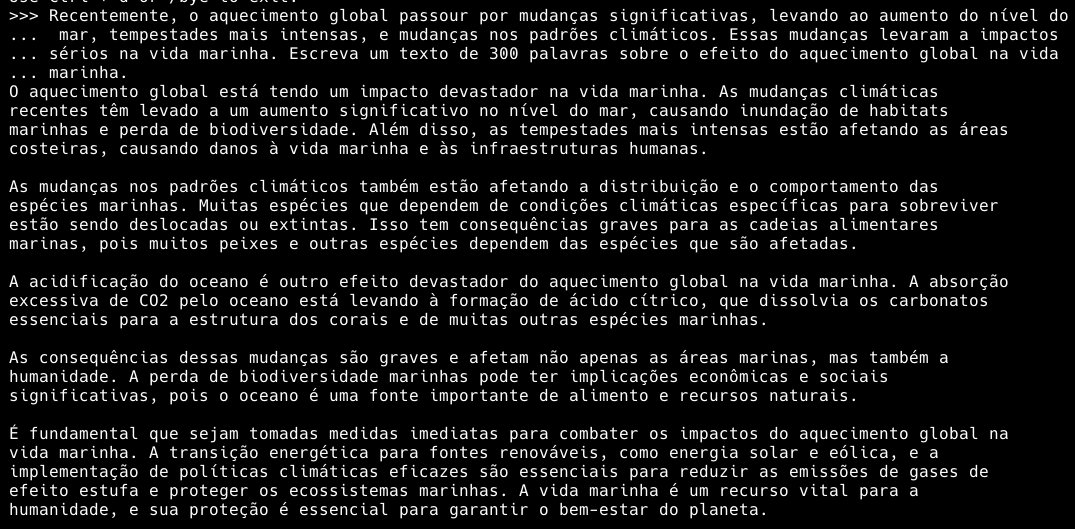 >>> Recentemente, o aquecimento global passour por mudanças significativas, levando ao aumento do nível do
...  mar, tempestades mais intensas, e mudanças nos padrões climáticos. Essas mudanças levaram a impactos
... sérios na vida marinha. Escreva um texto de 300 palavras sobre o efeito do aquecimento global na vida
... marinha.
O aquecimento global está tendo um impacto devastador na vida marinha. As mudanças climáticas
recentes têm levado a um aumento significativo no nível do mar, causando inundação de habitats
marinhas e perda de biodiversidade. Além disso, as tempestades mais intensas estão afetando as áreas
costeiras, causando danos à vida marinha e às infraestruturas humanas.
As mudanças nos padrões climáticos também estão afetando a distribuição e o comportamento das
espécies marinhas. Muitas espécies que dependem de condições climáticas específicas para sobreviver
estão sendo deslocadas ou extintas. Isso tem consequências graves para as cadeias alimentares
marinas, pois muitos peixes e outras espécies dependem das espécies que são afetadas.
A acidificação do oceano é outro efeito devastador do aquecimento global na vida marinha. A absorção
excessiva de CO2 pelo oceano está levando à formação de ácido cítrico, que dissolvia os carbonatos
essenciais para a estrutura dos corais e de muitas outras espécies marinhas.
As consequências dessas mudanças são graves e afetam não apenas as áreas marinas, mas também a
humanidade. A perda de biodiversidade marinhas pode ter implicações econômicas e sociais
significativas, pois o oceano é uma fonte importante de alimento e recursos naturais.
É fundamental que sejam tomadas medidas imediatas para combater os impactos do aquecimento global na
vida marinha. A transição energética para fontes renováveis, como energia solar e eólica, e a
implementação de políticas climáticas eficazes são essenciais para reduzir as emissões de gases de
efeito estufa e proteger os ecossistemas marinhas. A vida marinha é um recurso vital para a
humanidade, e sua proteção é essencial para garantir o bem-estar do planeta.